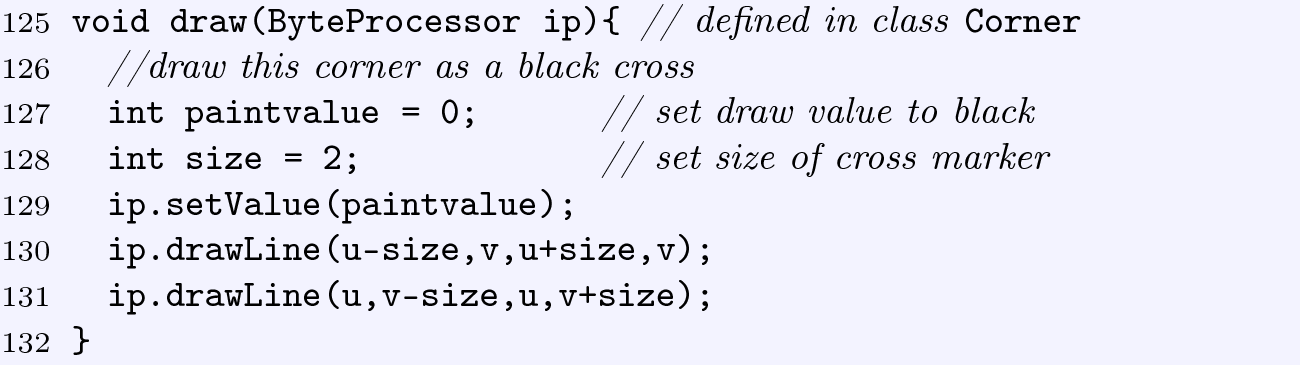 125 void draw(ByteProcessor ip){ // defined in class Corner
126 //draw this corner as a black cross
127 int paintvalue = 0; // set draw value to black
128 int size = 2; // set size of cross marker
129 ip.setValue(paintvalue);
130 ip.drawLine(u-size,v,u+size,v);
131 ip.drawLine(u,v-size,u,v+size);
132 }